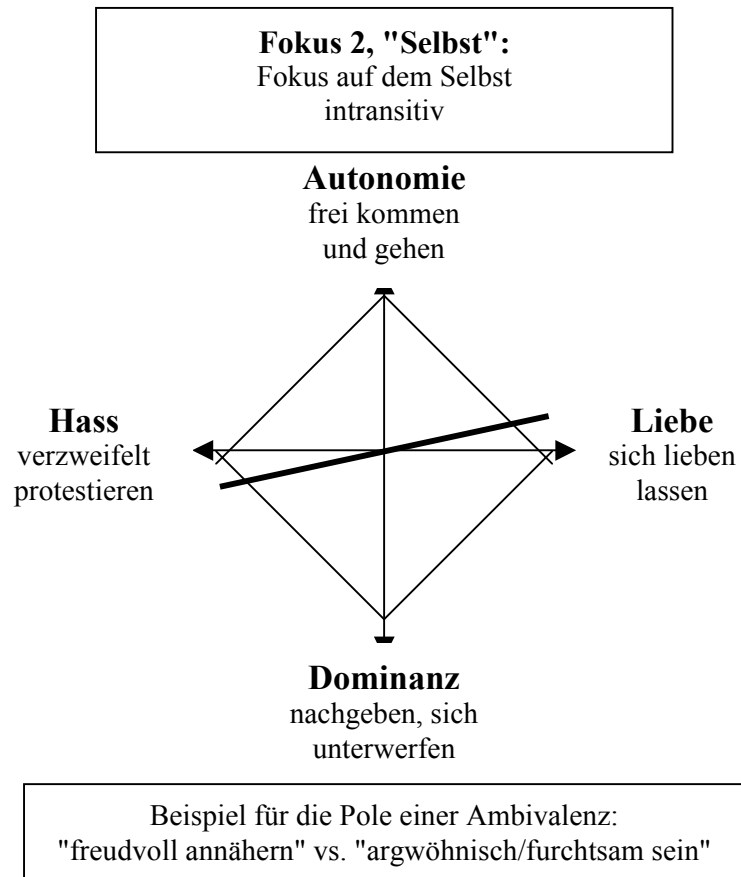 Fokus 2, "Selbst":
Fokus auf dem Selbst
intransitiv
Autonomie
frei kommen
und gehen
Hass
verzweifelt
protestieren
Liebe
sich lieben
lassen
Dominanz
nachgeben, sich
unterwerfen
Beispiel für die Pole einer Ambivalenz:
"freudvoll annähern" vs. "argwöhnisch/furchtsam sein"